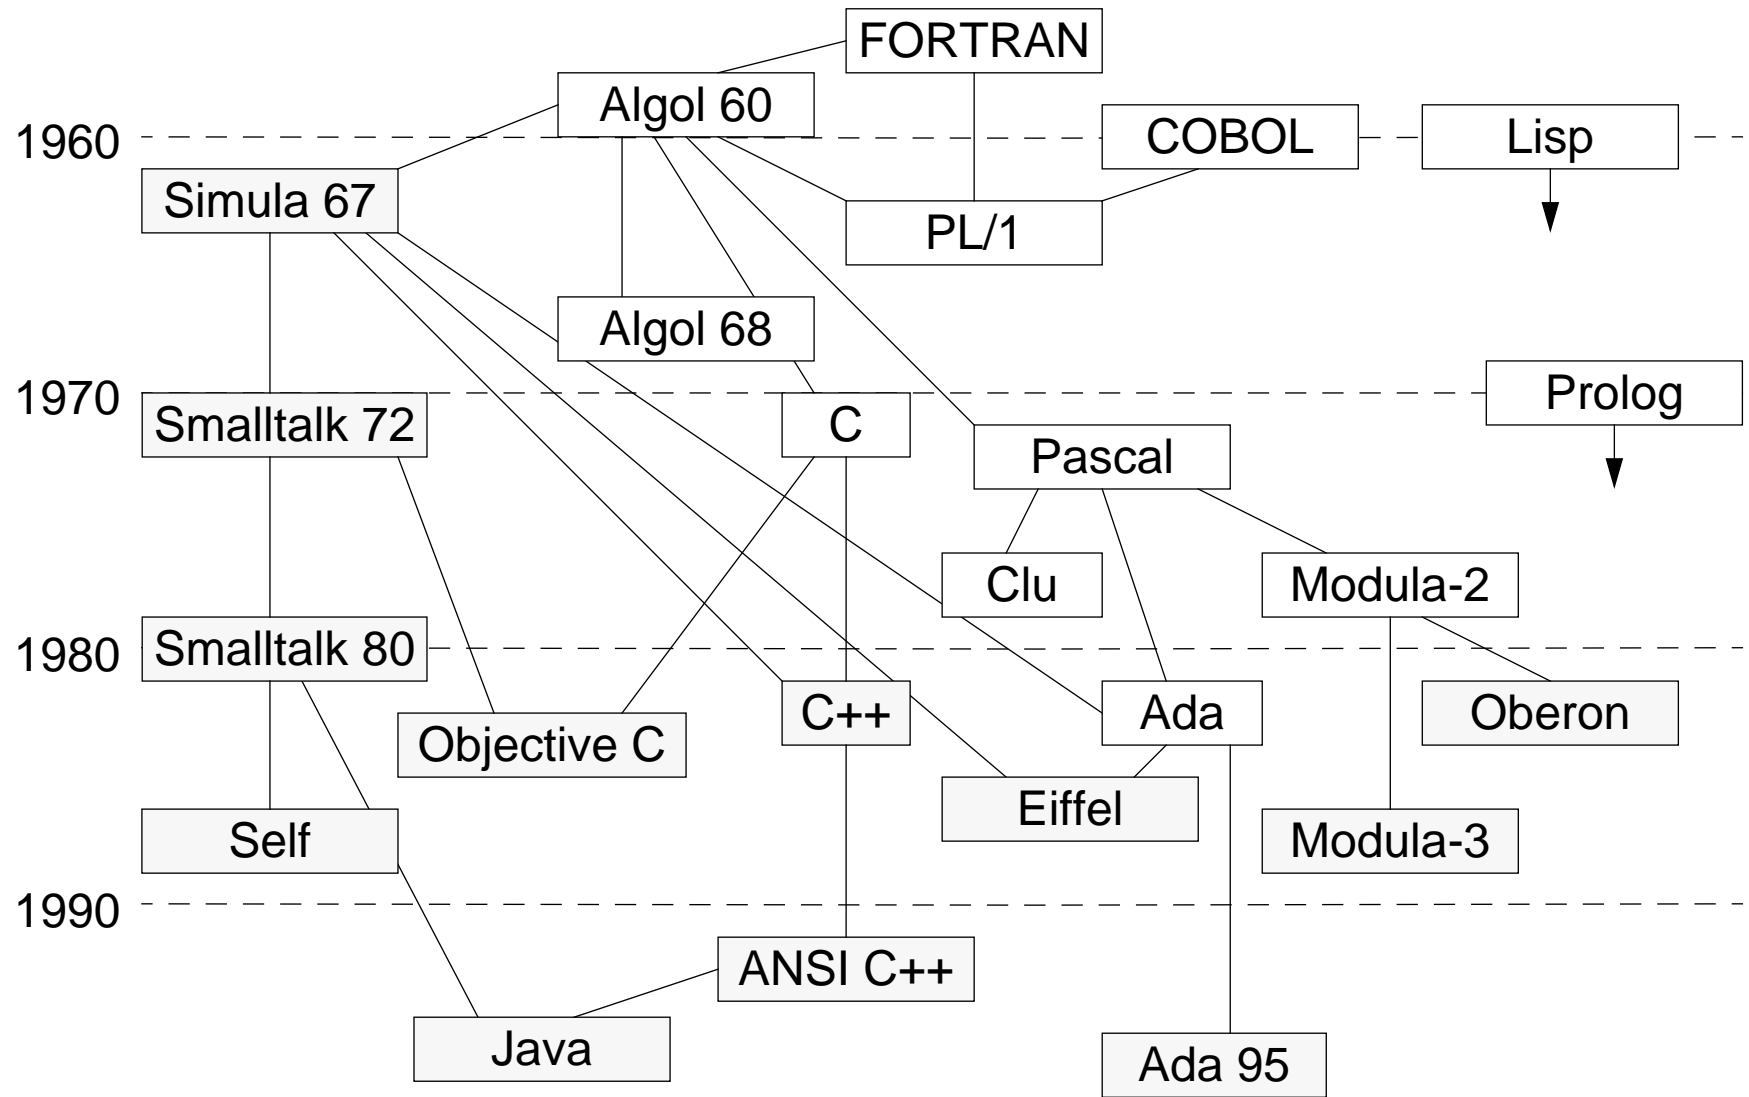 FORTRAN
Algol 60
1960
COBOL
Lisp
Simula 67
PL/1
Algol 68
1970
Prolog
Smalltalk 72
C
Pascal
Clu
Modula-2
1980
Smalltalk 80
Objective C
C++
Ada
Oberon
Self
Eiffel
Modula-3
1990
ANSI C++
Java
Ada 95